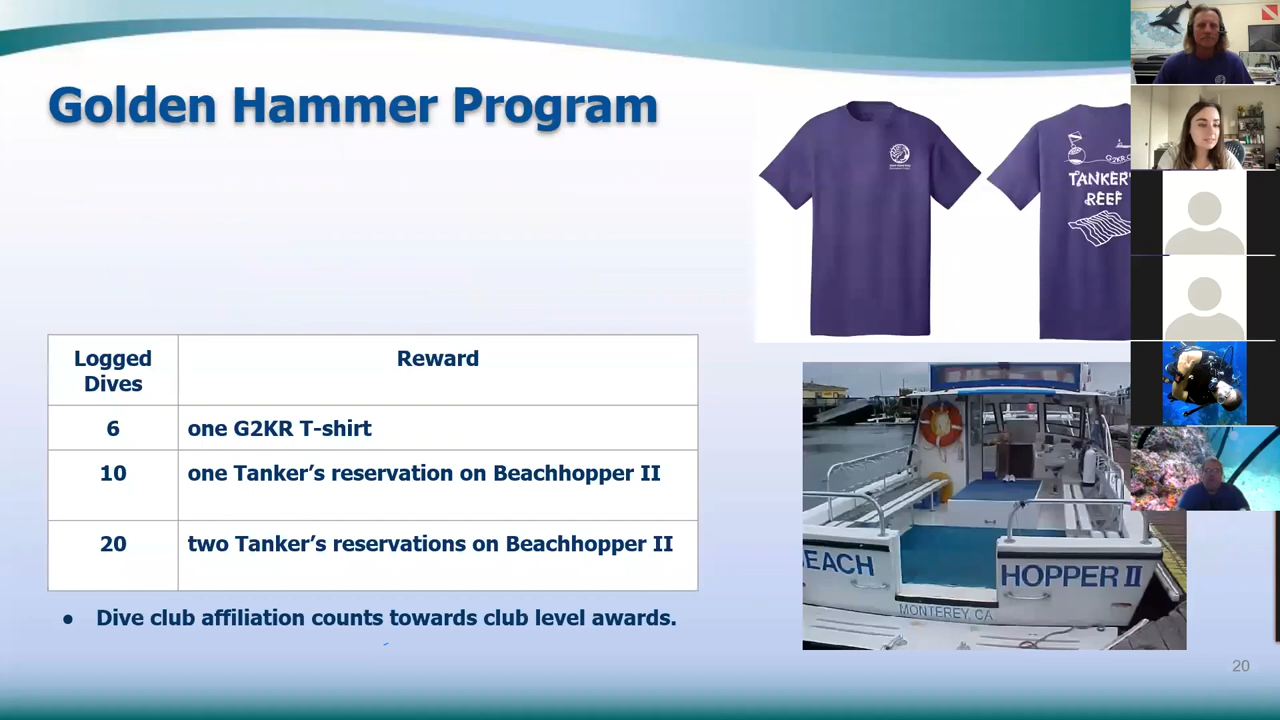 Golden Hammer Program
G2KR.O
TANKER'S
REEF
Logged
Dives
Reward
6
one G2KR T-shirt
10
one Tanker's reservation on Beachhopper II
20
two Tanker's reservations on Beachhopper II
● Dive club affiliation counts towards club level awards.
EACH
HOPPER II
MONTEREY, CA
20